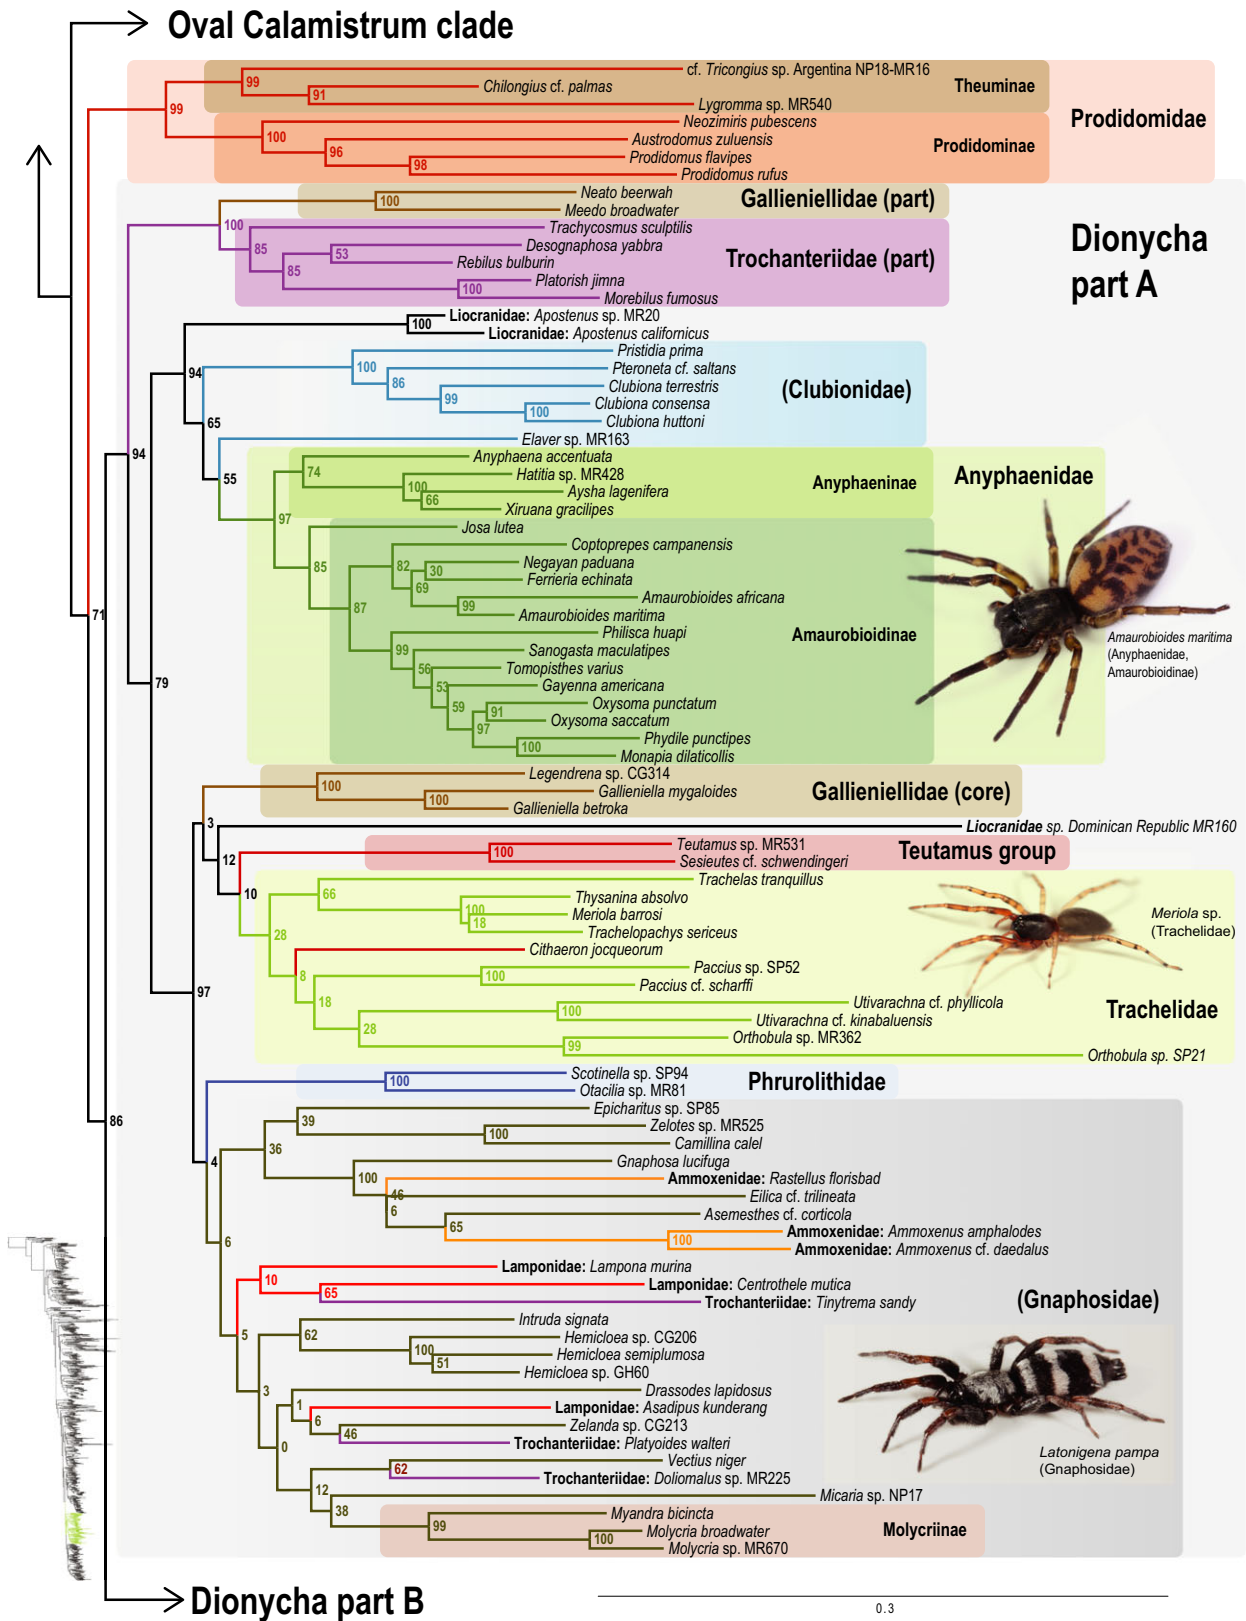 Oval Calamistrum clade
cf. Tricongius sp. Argentina NP18-MR16
99
Theuminae
Chilongius cf. palmas
91
Lygromma sp. MR540
99
Prodidomidae
Neozimiris pubescens
100
Austrodomus zuluensis
Prodidominae
96
Prodidomus flavipes
98
Prodidomus rufus
Neato beerwah
Gallieniellidae (part)
100
Meedo broadwater
100
Trachycosmus sculptilis
Dionycha
part A
85
Desognaphosa yabbra
53
Trochanteriidae (part)
Rebilus bulburin
85
Platorish jimna
100
Morebilus fumosus
Liocranidae: Apostenus sp. MR20
100
Liocranidae: Apostenus californicus
Pristidia prima
100
94
Pteroneta cf. saltans
86
(Clubionidae)
Clubiona terrestris
99
Clubiona consensa
100
Clubiona huttoni
65
Elaver sp. MR163
94
Anyphaena accentuata
74
Anyphaenidae
55
Hatitia sp. MR428
Anyphaeninae
100
Aysha lagenifera
66
Xiruana gracilipes
97
Josa lutea
Coptoprepes campanensis
85
82
Negayan paduana
30
Ferrieria echinata
69
Amaurobioides africana
99
87
Amaurobioides maritima
71
Philisca huapi
Amaurobioidinae
Amaurobioides maritima
(Anyphaenidae,
Amaurobioidinae)
99
Sanogasta maculatipes
56
Tomopisthes varius
79
53
Gayenna americana
59
Oxysoma punctatum
91
Oxysoma saccatum
97
Phydile punctipes
100
Monapia dilaticollis
Legendrena sp. CG314
100
Gallieniellidae (core)
Gallieniella mygaloides
100
Gallieniella betroka
3
Liocranidae sp. Dominican Republic MR160
Teutamus sp. MR531
100
Teutamus group
12
Sesieutes cf. schwendingeri
10
Trachelas tranquillus
66
Thysanina absolvo
100
Meriola barrosi
18
Trachelopachys sericeus
Meriola sp.
(Trachelidae)
28
Cithaeron jocqueorum
8
Paccius sp. SP52
100
Paccius cf. scharffi
97
18
Utivarachna cf. phyllicola
100
Trachelidae
Utivarachna cf. kinabaluensis
28
Orthobula sp. MR362
99
Orthobula sp. SP21
Scotinella sp. SP94
100
Phrurolithidae
Otacilia sp. MR81
Epicharitus sp. SP85
39
86
Zelotes sp. MR525
100
Camillina calel
36
4
Gnaphosa lucifuga
100
Ammoxenidae: Rastellus florisbad
46
Eilica cf. trilineata
6
Asemesthes cf. corticola
65
Ammoxenidae: Ammoxenus amphalodes
6
100
Ammoxenidae: Ammoxenus cf. daedalus
Lamponidae: Lampona murina
10
Lamponidae: Centrothele mutica
65
Trochanteriidae: Tinytrema sandy
(Gnaphosidae)
Intruda signata
5
62
Hemicloea sp. CG206
100
Hemicloea semiplumosa
51
Hemicloea sp. GH60
3
Drassodes lapidosus
1
Lamponidae: Asadipus kunderang
6
Zelanda sp. CG213
46
Trochanteriidae: Platyoides walteri
0
Latonigena pampa
(Gnaphosidae)
Vectius niger
62
Trochanteriidae: Doliomalus sp. MR225
12
Micaria sp. NP17
38
Myandra bicincta
99
Molycriinae
Molycria broadwater
100
Molycria sp. MR670
Dionycha part B
0.3